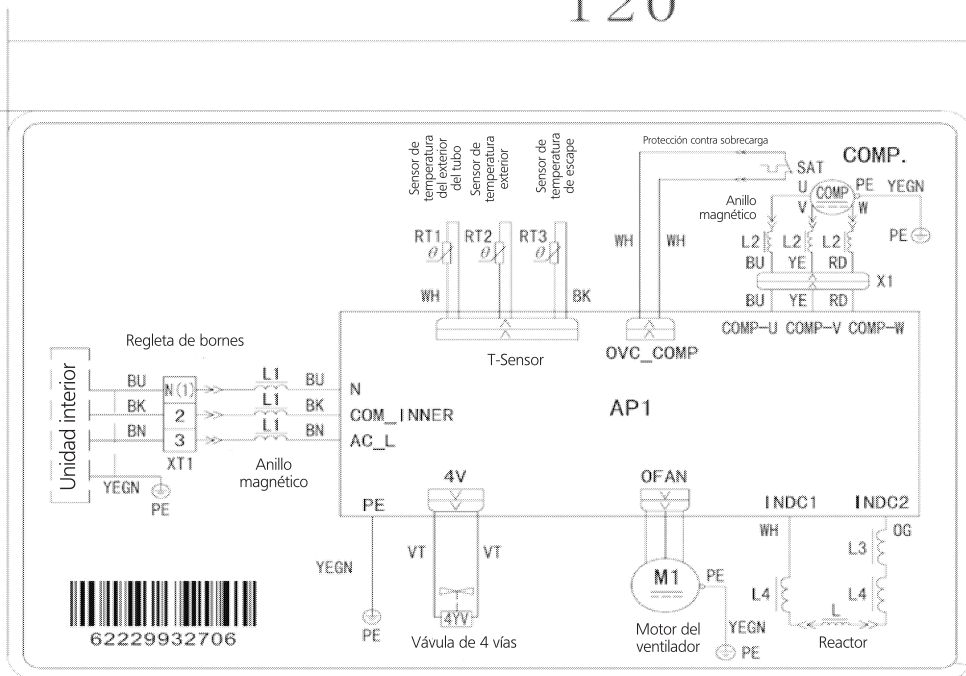 120
Sensor de
temperatura
del exterior
del tubo
Sensor de
temperatura
exterior
Sensor de
temperatura
de escape
Protección contra sobrecarga
COMP.
SAT
U
COMP
PE
YEGN
V
W
Anillo
magnético
PE
RT1
RT2
RT3
θ
θ
θ
WH
WH
L2
L2
L2
BU
YE
RD
X1
WH
BK
BU
YE
RD
T-Sensor
OVC_COMP
COMP-U
COMP-V
COMP-W
Regleta de bornes
Unidad interior
BU
N(1)
L1
BU
N
BK
2
L1
BK
COM_INNER
BN
3
L1
BN
AC_L
XT1
YEGN
PE
Anillo
magnético
AP1
PE
4V
OFAN
INDC1
INDC2
YEGN
PE
VT
VT
4YV
Vávula de 4 vías
M1
PE
YEGN
PE
Motor del
ventilador
WH
OG
L3
L4
L4
L
Reactor
62229932706